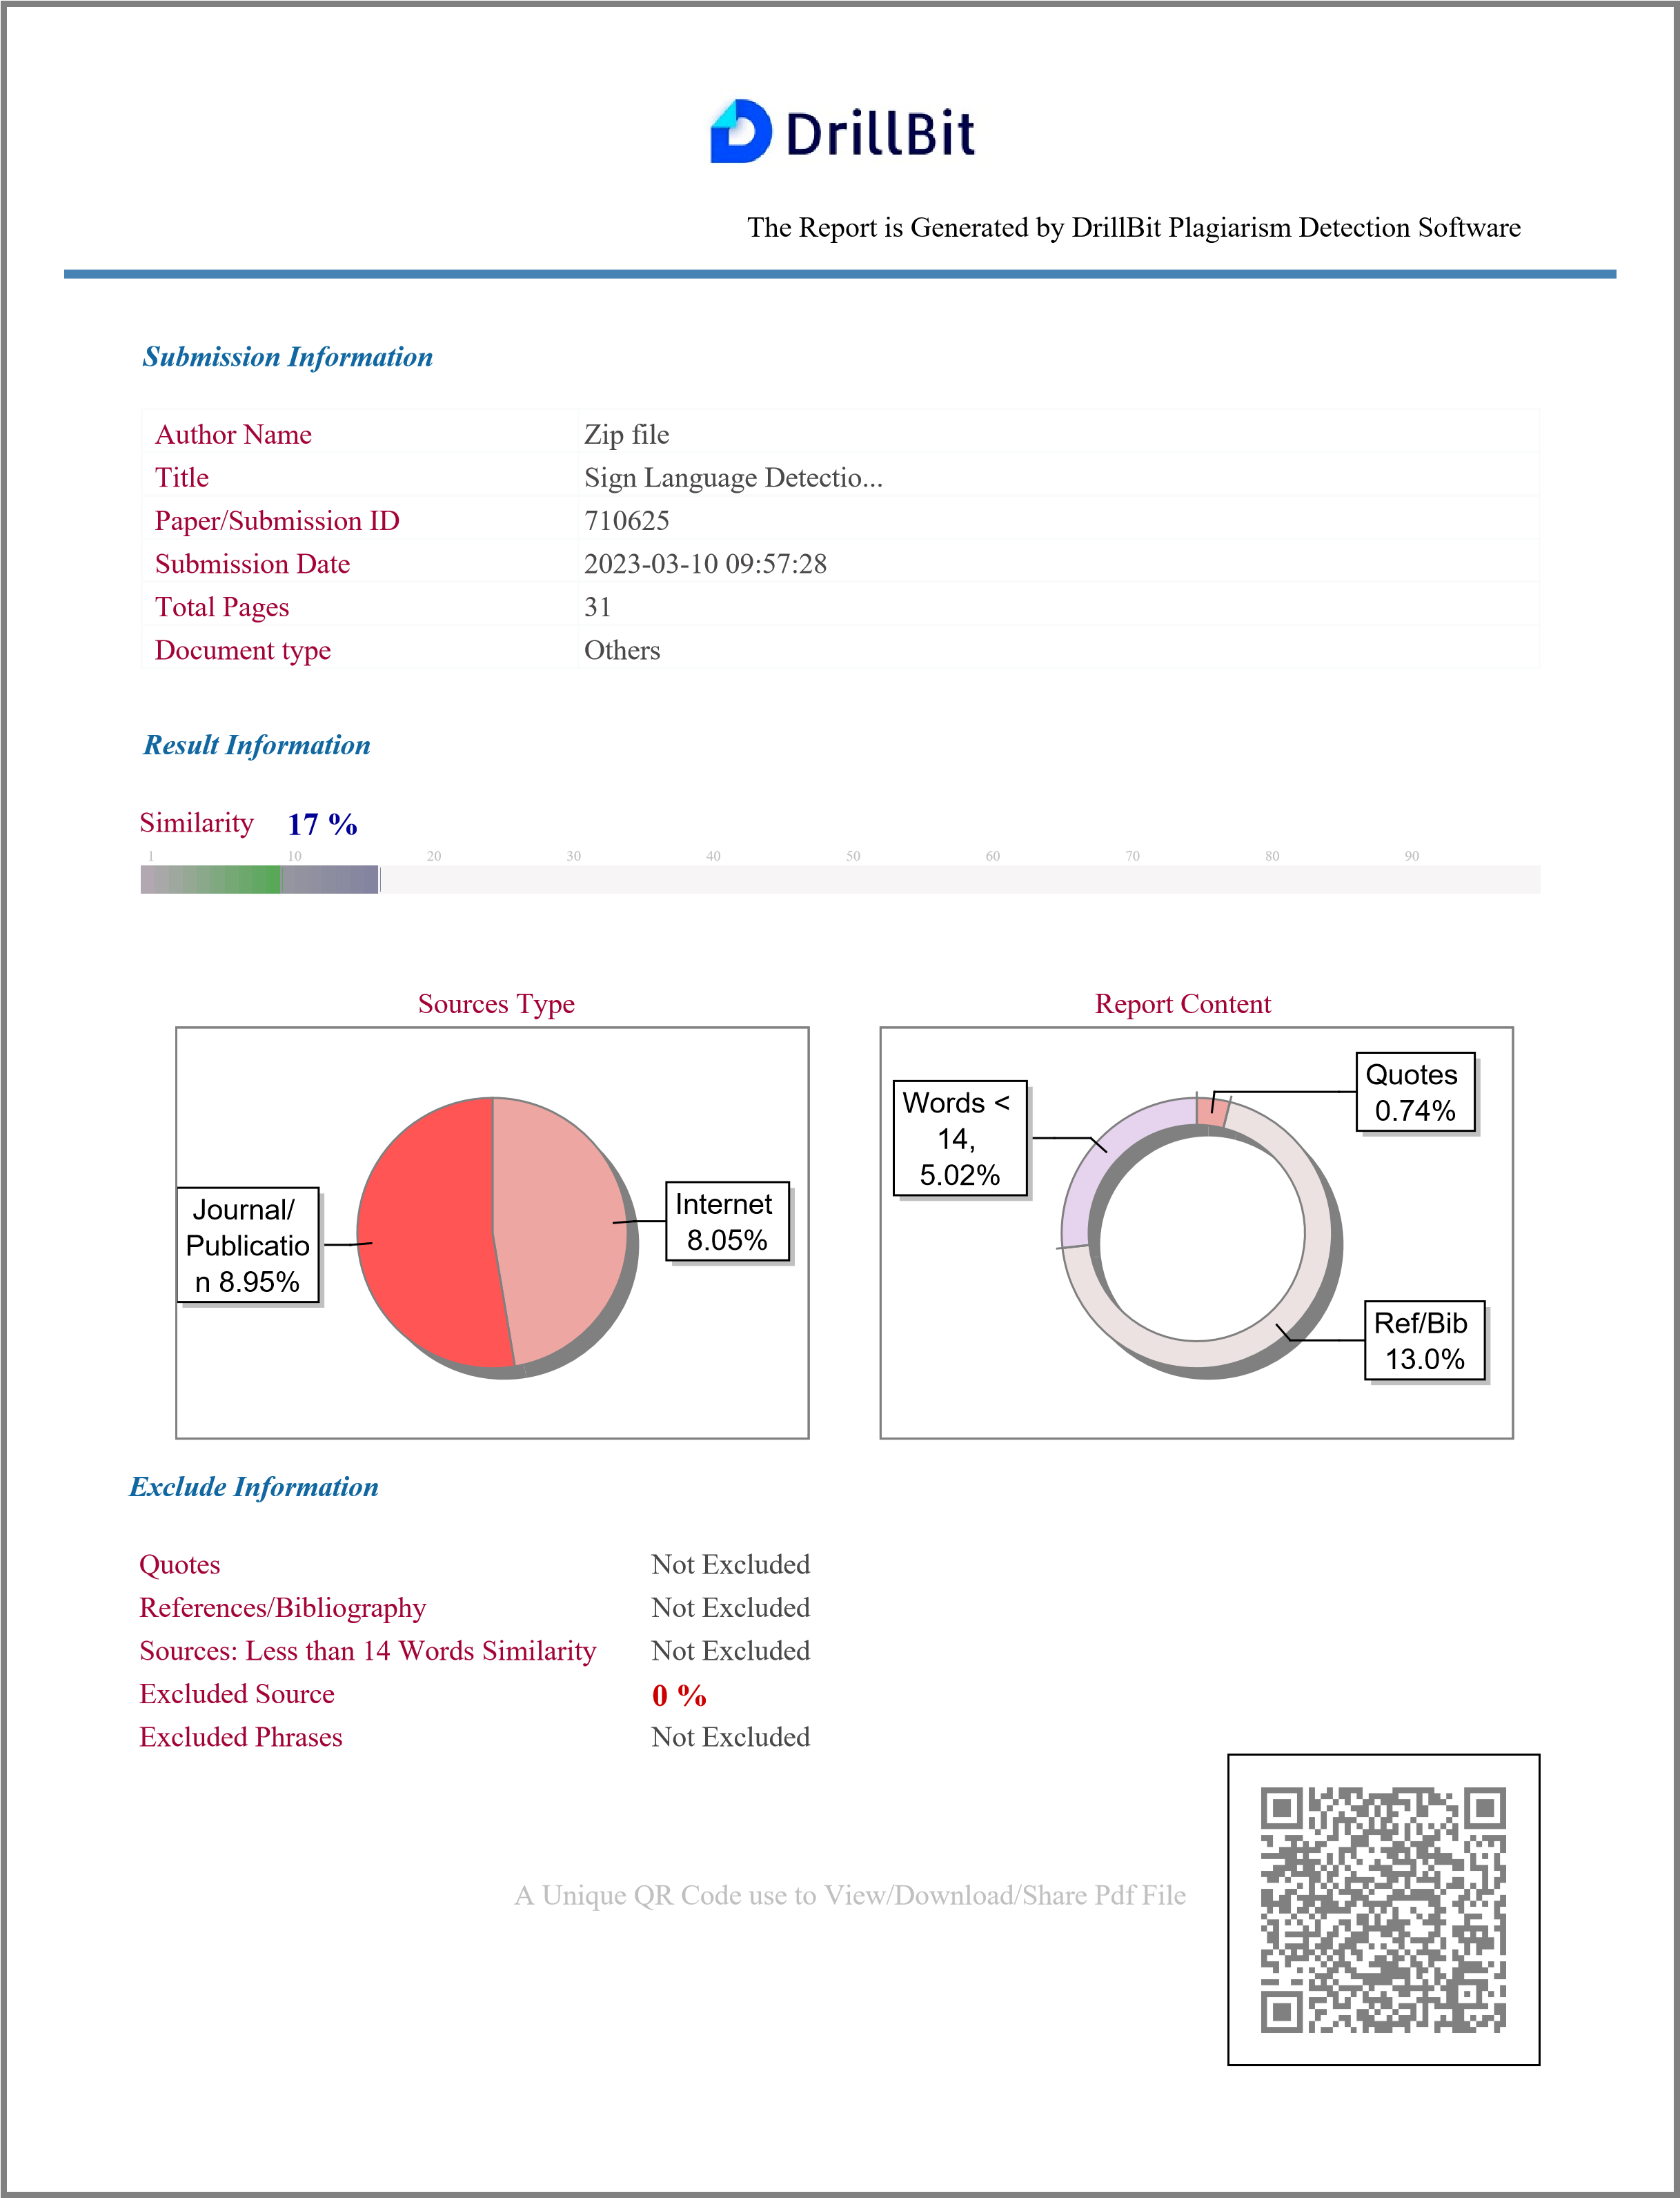 DrillBit
The Report is Generated by DrillBit Plagiarism Detection Software
Submission Information
Author Name Zip file
Title Sign Language Detectio...
Paper/Submission ID 710625
Submission Date 2023-03-10 09:57:28
Total Pages 31
Document type Others
Result Information
Similarity 17 %
1 10 20 30 40 50 60 70 80 90
Sources Type
Journal/
Publicatio
n 8.95%
Internet
8.05%
Report Content
Words <
14,
5.02%
Quotes
0.74%
Ref/Bib
13.0%
Exclude Information
Quotes Not Excluded
References/Bibliography Not Excluded
Sources: Less than 14 Words Similarity Not Excluded
Excluded Source 0 %
Excluded Phrases Not Excluded
A Unique QR Code use to View/Download/Share Pdf File